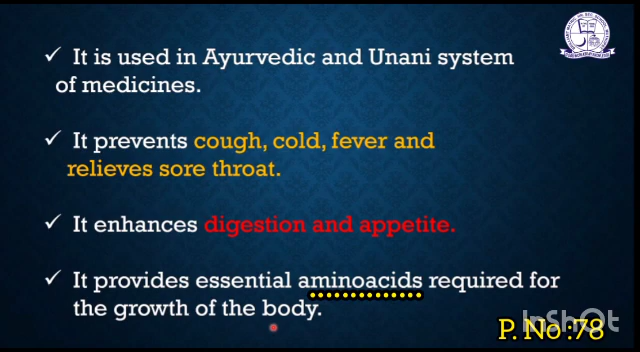 ✓ It is used in Ayurvedic and Unani system
of medicines.
✓ It prevents cough, cold, fever and
relieves sore throat.
✓ It enhances digestion and appetite.
✓ It provides essential aminoacids required for
the growth of the body.
InShOt
P. No :78